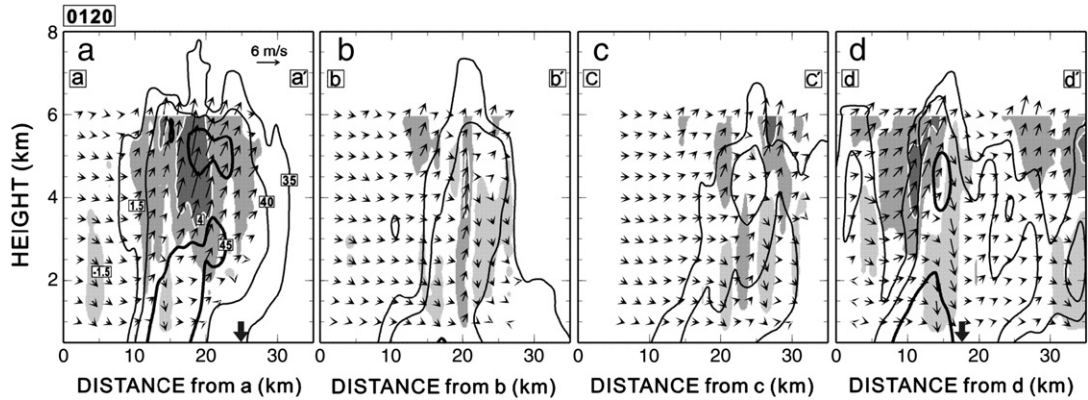 0120
a b c d
6 m/s
a a′ b b′ c c′ d d′
8
6
4
2
HEIGHT (km)
35
1.5
40
4
45
-1.5
0 10 20 30 0 10 20 30 0 10 20 30 0 10 20 30
DISTANCE from a (km) DISTANCE from b (km) DISTANCE from c (km) DISTANCE from d (km)